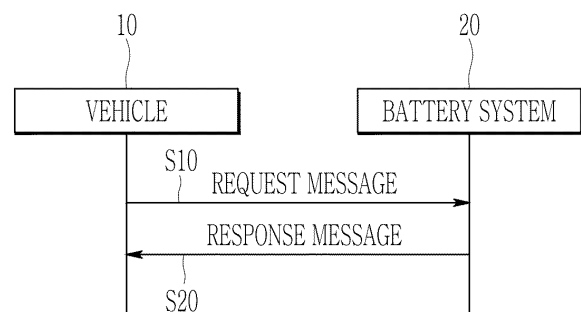 10
20
VEHICLE
BATTERY SYSTEM
S10
REQUEST MESSAGE
RESPONSE MESSAGE
S20